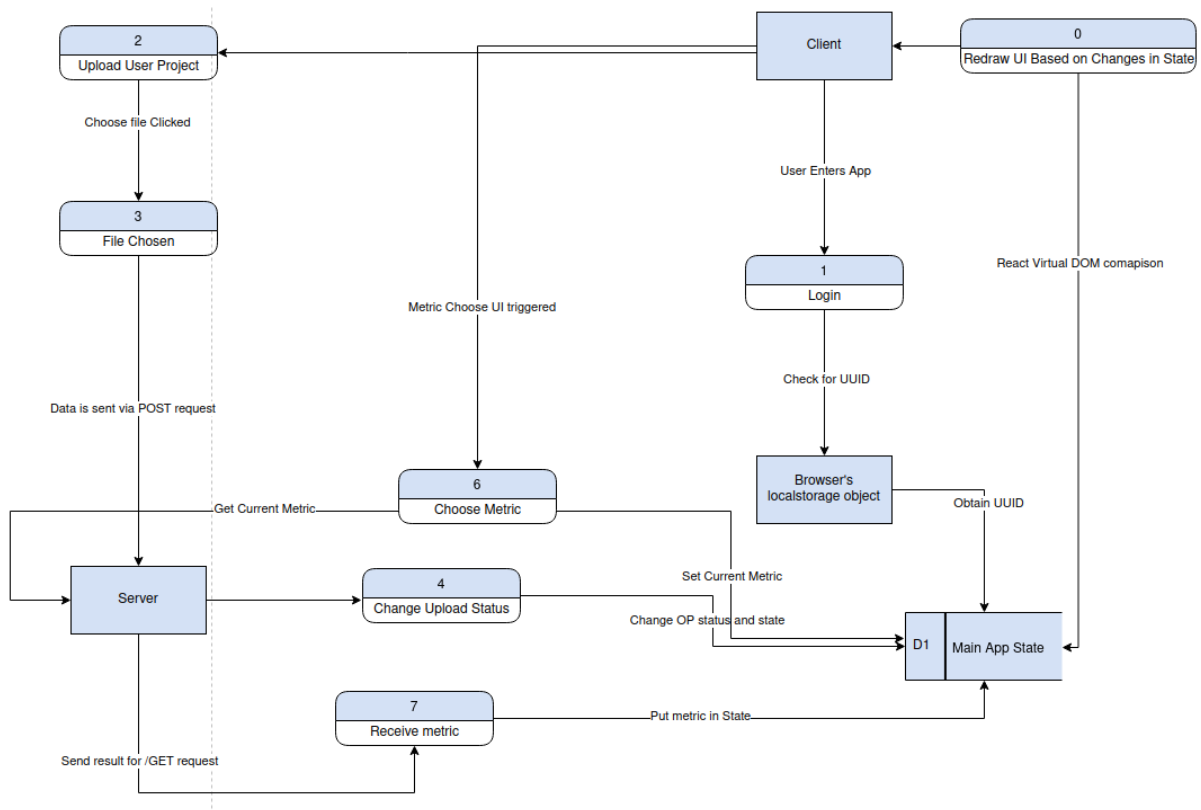 2
Upload User Project
Client
0
Redraw UI Based on Changes in State
Choose file Clicked
User Enters App
3
File Chosen
React Virtual DOM comapison
1
Login
Metric Choose UI triggered
Check for UUID
Data is sent via POST request
6
Choose Metric
Browser's
localstorage object
Get Current Metric
Obtain UUID
Set Current Metric
Server
4
Change Upload Status
Change OP status and state
D1
Main App State
7
Receive metric
Put metric in State
Send result for /GET request